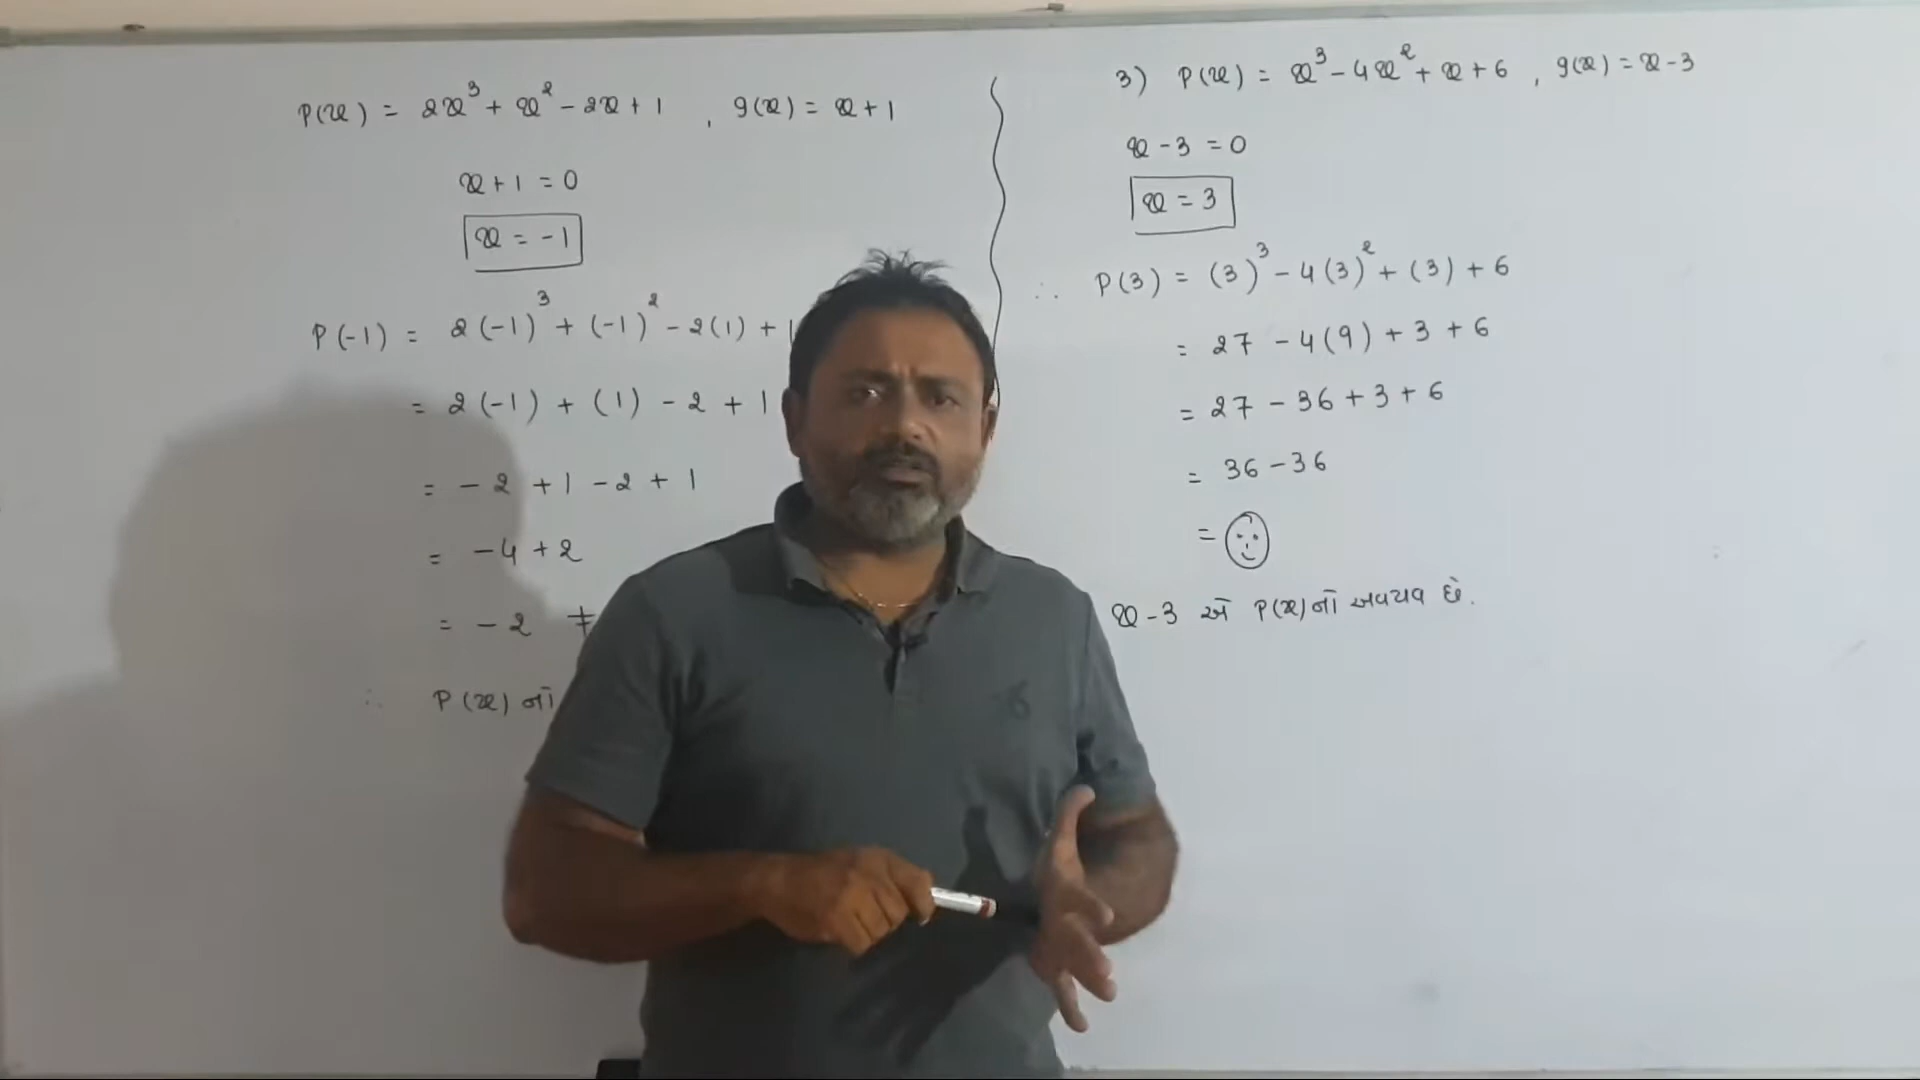 P(x) = 2x³ + x² - 2x + 1 , g(x) = x + 1
x + 1 = 0
x = -1
P(-1) = 2(-1)³ + (-1)² - 2(1) + 1
= 2(-1) + (1) - 2 + 1
= -2 + 1 - 2 + 1
= -4 + 2
= -2 ≠
∴ P(x) નો
3) P(x) = x³ - 4x² + x + 6 , g(x) = x - 3
x - 3 = 0
x = 3
∴ P(3) = (3)³ - 4(3)² + (3) + 6
= 27 - 4(9) + 3 + 6
= 27 - 36 + 3 + 6
= 36 - 36
=
x - 3 એ P(x) નો અવયવ છે.